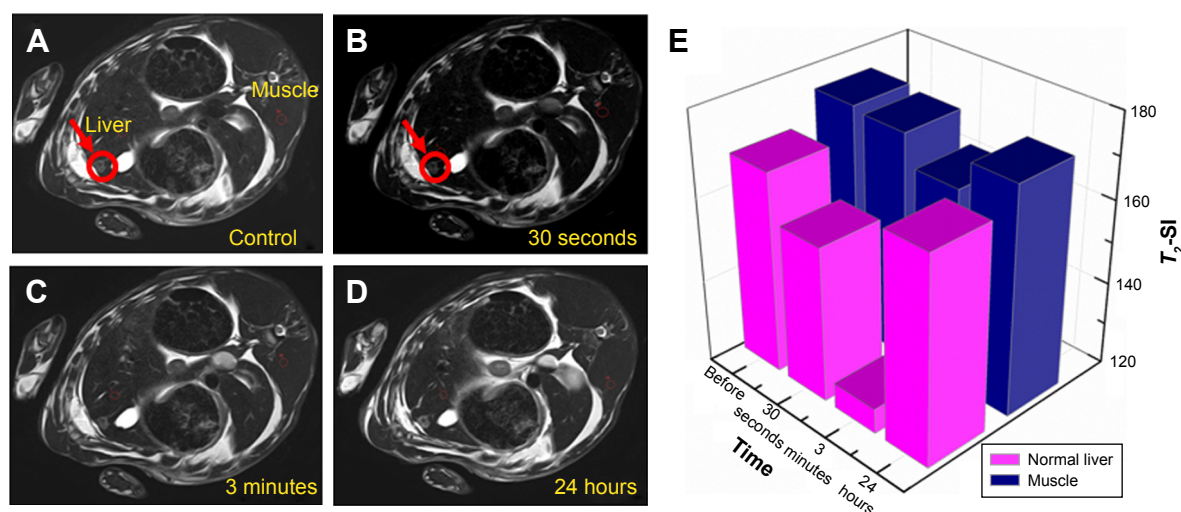 A
Liver
Muscle
Control
B
30 seconds
C
3 minutes
D
24 hours
E
180
160
140
120
T₂-SI
Before
30
seconds
3
minutes
24
hours
Time
Normal liver
Muscle